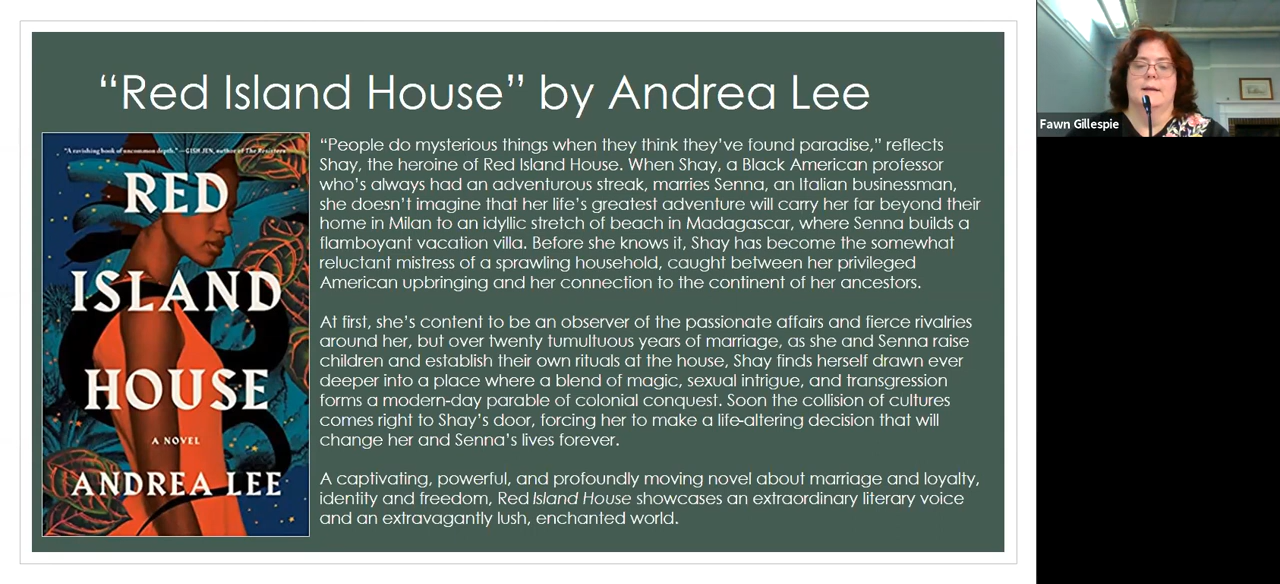 “Red Island House” by Andrea Lee
"A ravishing book of uncommon depth." —GISH JEN, author of The Resisters
RED
ISLAND
HOUSE
A NOVEL
ANDREA LEE
“People do mysterious things when they think they’ve found paradise,” reflects
Shay, the heroine of Red Island House. When Shay, a Black American professor
who’s always had an adventurous streak, marries Senna, an Italian businessman,
she doesn’t imagine that her life’s greatest adventure will carry her far beyond their
home in Milan to an idyllic stretch of beach in Madagascar, where Senna builds a
flamboyant vacation villa. Before she knows it, Shay has become the somewhat
reluctant mistress of a sprawling household, caught between her privileged
American upbringing and her connection to the continent of her ancestors.
At first, she’s content to be an observer of the passionate affairs and fierce rivalries
around her, but over twenty tumultuous years of marriage, as she and Senna raise
children and establish their own rituals at the house, Shay finds herself drawn ever
deeper into a place where a blend of magic, sexual intrigue, and transgression
forms a modern-day parable of colonial conquest. Soon the collision of cultures
comes right to Shay’s door, forcing her to make a life-altering decision that will
change her and Senna’s lives forever.
A captivating, powerful, and profoundly moving novel about marriage and loyalty,
identity and freedom, Red Island House showcases an extraordinary literary voice
and an extravagantly lush, enchanted world.
Fawn Gillespie